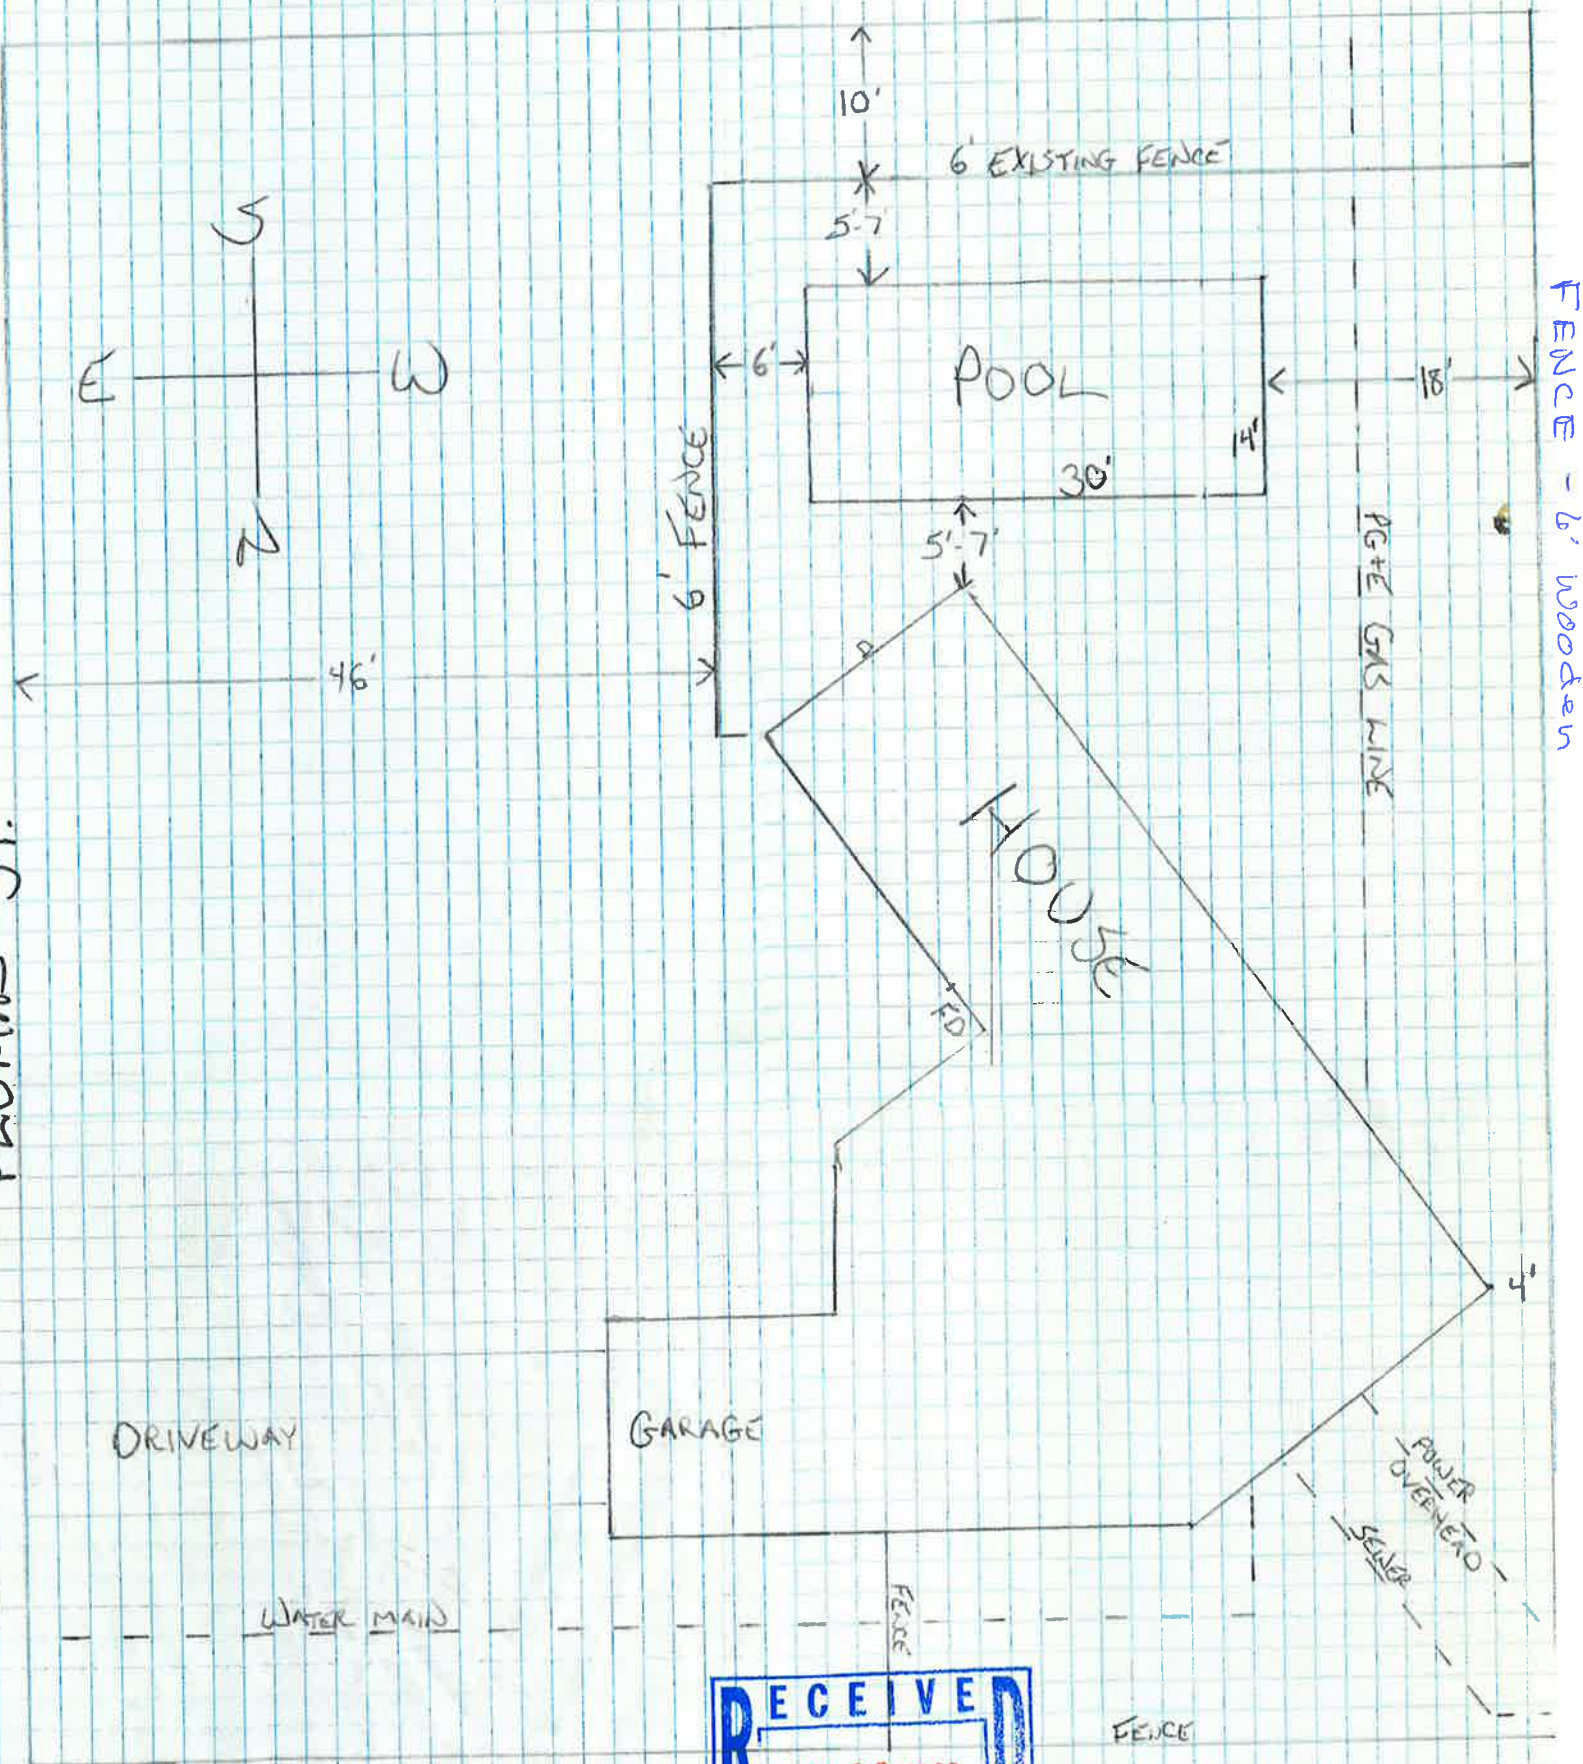 10'
6' EXISTING FENCE
5'-7'
S
E
W
N
6'
POOL
18'
14'
30'
6' FENCE
5'-7'
FENCE - 6' wooden
PG+E GAS LINE
46'
D
HOUSE
FD
ST.
4'
DRIVEWAY
GARAGE
POWER
OVERHEAD
SEWER
WATER MAIN
FENCE
RECEIVED
FENCE